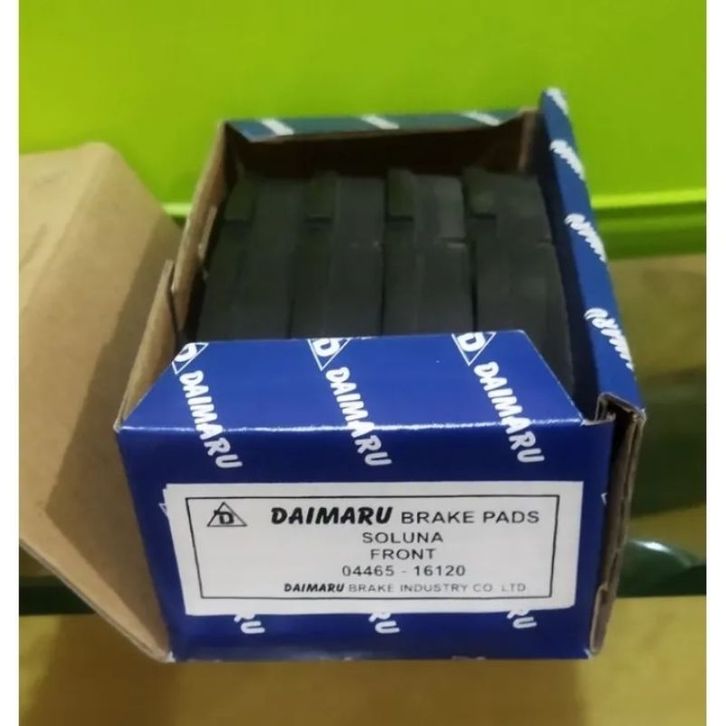 DAIMARU
DAIMARU
DAIMARU
DAIMARU BRAKE PADS
SOLUNA
FRONT
04465 - 16120
DAIMARU BRAKE INDUSTRY CO. LTD